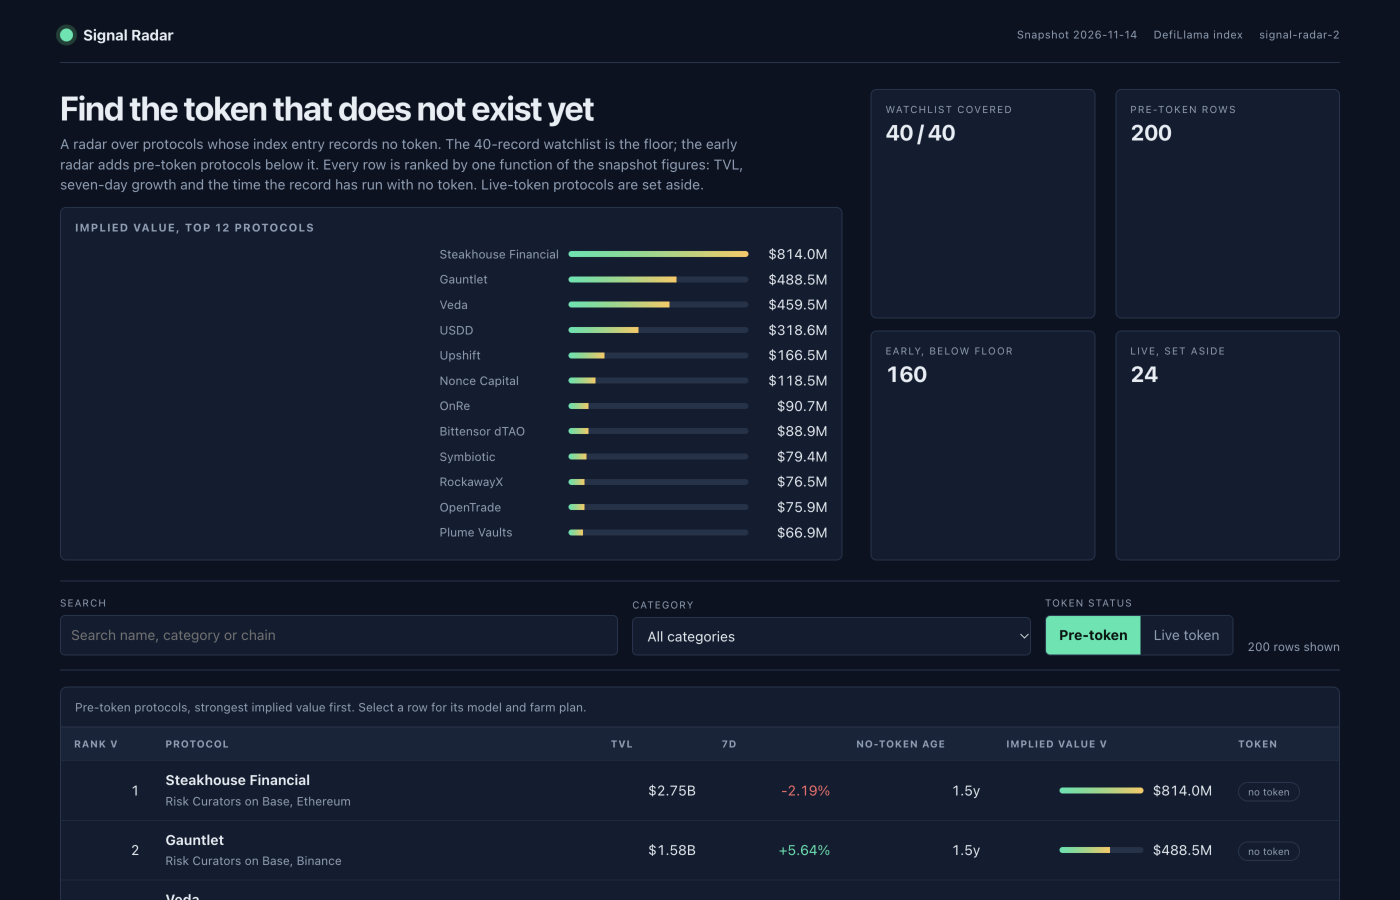 Signal Radar
Snapshot 2026-11-14 DefiLlama index signal-radar-2
Find the token that does not exist yet
A radar over protocols whose index entry records no token. The 40-record watchlist is the floor; the early
radar adds pre-token protocols below it. Every row is ranked by one function of the snapshot figures: TVL,
seven-day growth and the time the record has run with no token. Live-token protocols are set aside.
IMPLIED VALUE, TOP 12 PROTOCOLS
Steakhouse Financial $814.0M
Gauntlet $488.5M
Veda $459.5M
USDD $318.6M
Upshift $166.5M
Nonce Capital $118.5M
OnRe $90.7M
Bittensor dTAO $88.9M
Symbiotic $79.4M
RockawayX $76.5M
OpenTrade $75.9M
Plume Vaults $66.9M
WATCHLIST COVERED
40/40
PRE-TOKEN ROWS
200
EARLY, BELOW FLOOR
160
LIVE, SET ASIDE
24
SEARCH
Search name, category or chain
CATEGORY
All categories
TOKEN STATUS
Pre-token Live token
200 rows shown
Pre-token protocols, strongest implied value first. Select a row for its model and farm plan.
RANK V PROTOCOL TVL 7D NO-TOKEN AGE IMPLIED VALUE V TOKEN
1 Steakhouse Financial $2.75B -2.19% 1.5y $814.0M no token
Risk Curators on Base, Ethereum
2 Gauntlet $1.58B +5.64% 1.5y $488.5M no token
Risk Curators on Base, Binance
Veda